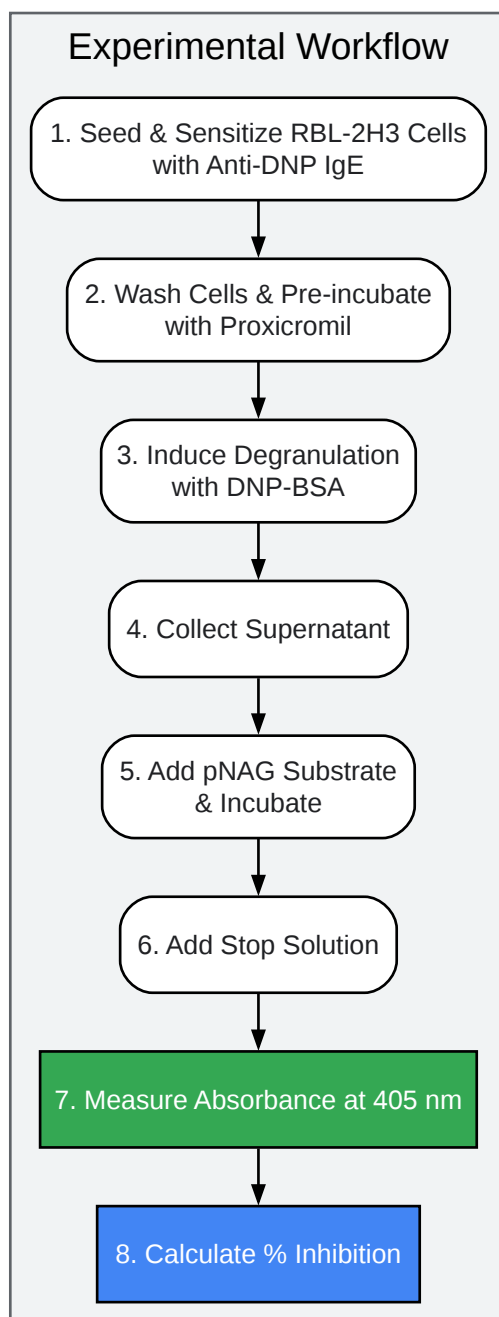 Experimental Workflow
1. Seed & Sensitize RBL-2H3 Cells
with Anti-DNP IgE
2. Wash Cells & Pre-incubate
with Proxicromil
3. Induce Degranulation
with DNP-BSA
4. Collect Supernatant
5. Add pNAG Substrate
& Incubate
6. Add Stop Solution
7. Measure Absorbance at 405 nm
8. Calculate % Inhibition